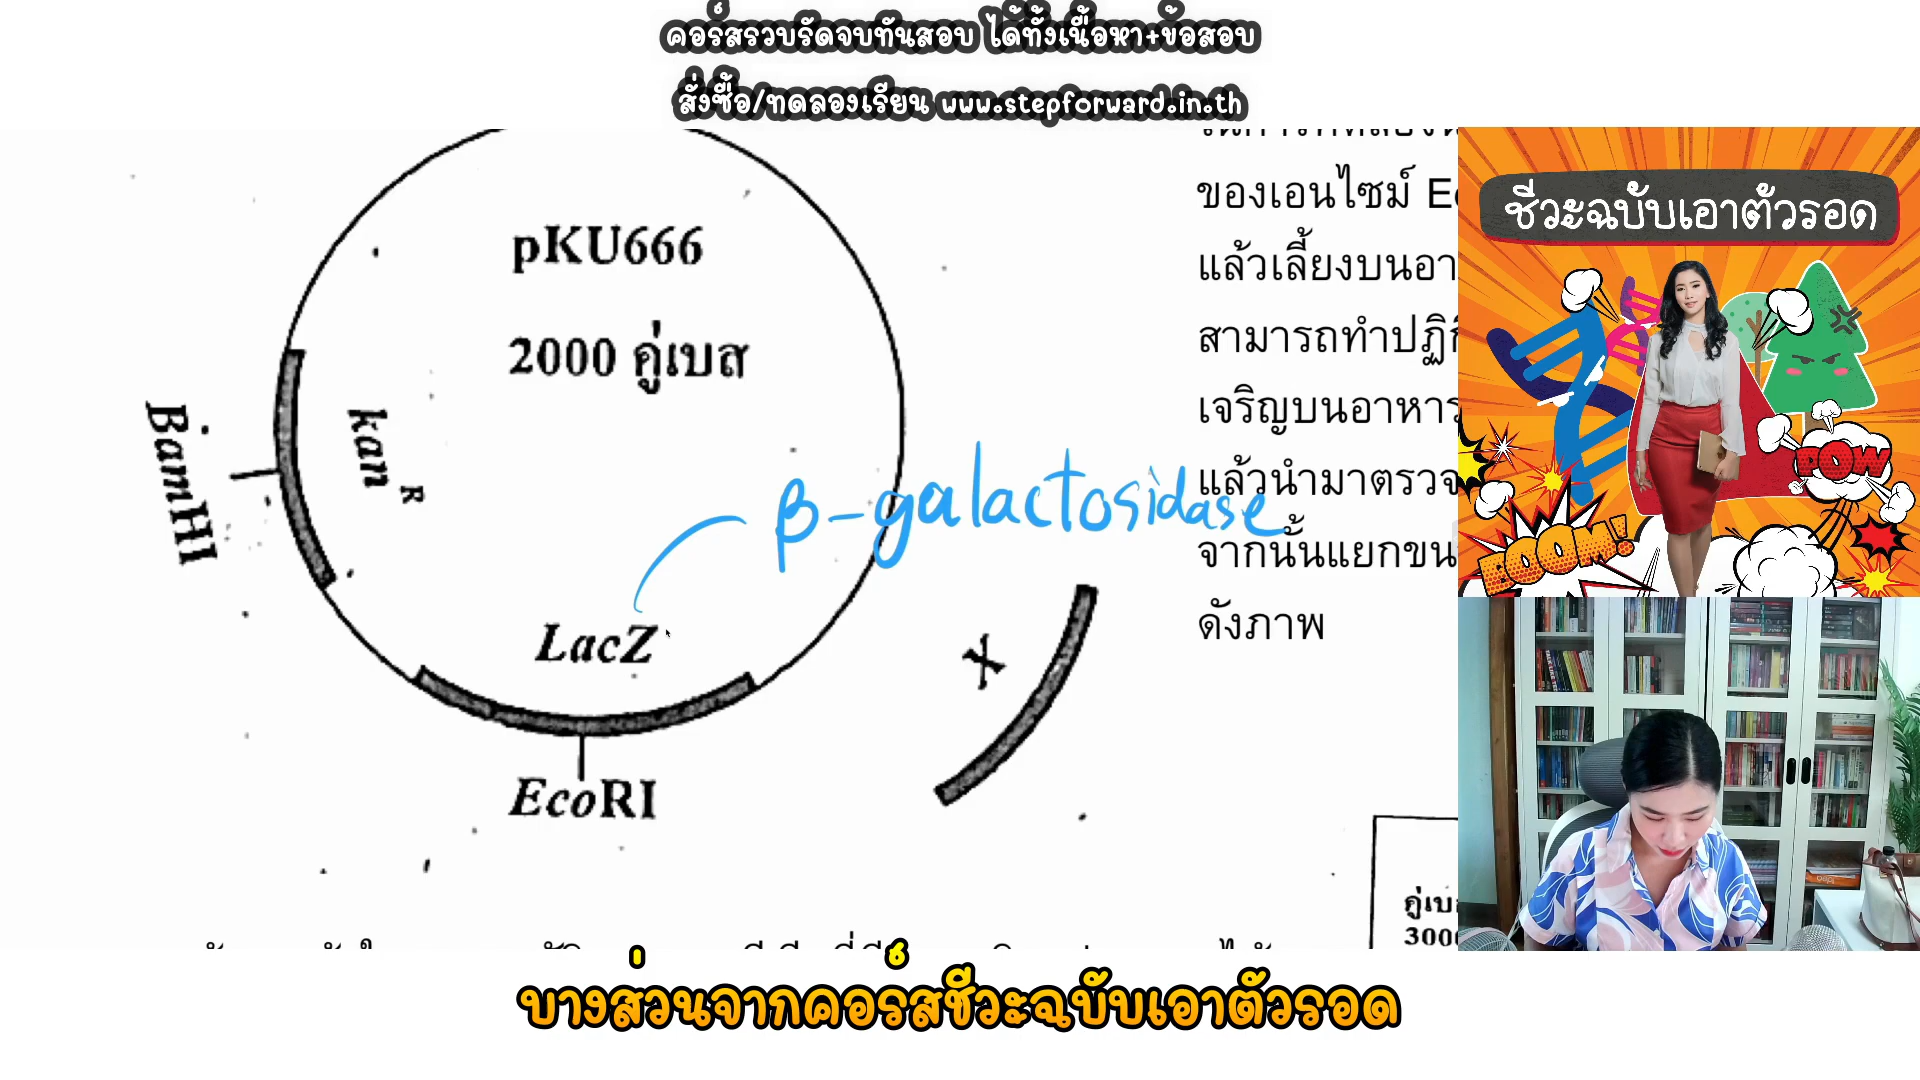 คอร์สรวบรัดจบทันสอบ ได้ทั้งเนื้อหา+ข้อสอบ
สั่งซื้อ/ทดลองเรียน www.stepforward.in.th
pKU666
2000 คู่เบส
kan R
BamHI
β-galactosidase
LacZ
EcoRI
X
ของเอนไซม์
แล้วเลี้ยงบนอา
สามารถทำปฏิกิ
เจริญบนอาหาร
แล้วนำมาตรวจ
จากนั้นแยกขน
ดังภาพ
คู่เบ
300
ชีวะฉบับเอาตัวรอด
POW
BOOM!
บางส่วนจากคอร์สชีวะฉบับเอาตัวรอด